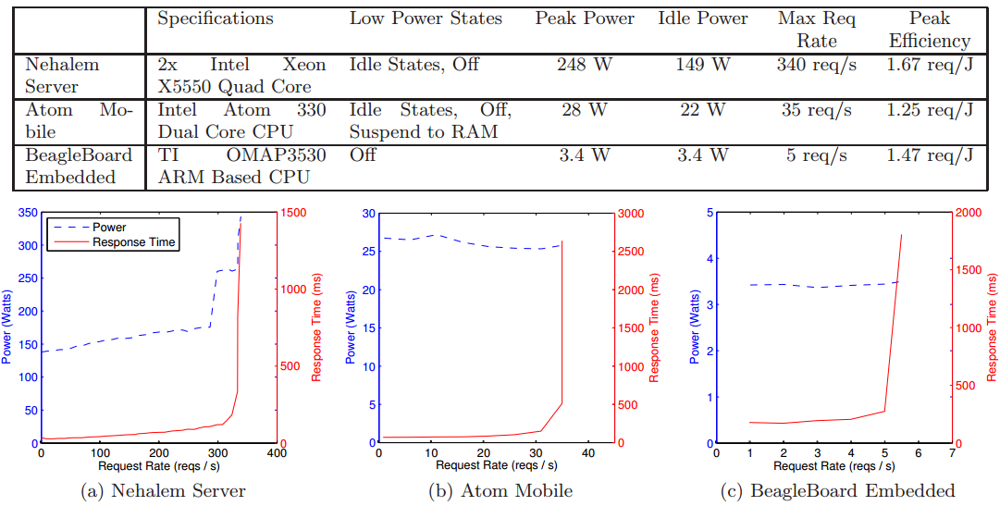 Specifications Low Power States Peak Power Idle Power Max Req Rate Peak Efficiency
Nehalem Server 2x Intel Xeon X5550 Quad Core Idle States, Off 248 W 149 W 340 req/s 1.67 req/J
Atom Mo-bile Intel Atom 330 Dual Core CPU Idle States, Off, Suspend to RAM 28 W 22 W 35 req/s 1.25 req/J
BeagleBoard Embedded TI OMAP3530 ARM Based CPU Off 3.4 W 3.4 W 5 req/s 1.47 req/J
Power
Response Time
350
300
250
200
150
100
50
0
Power (Watts)
0 100 200 300 400
Request Rate (reqs / s)
1500
1000
500
0
Response Time (ms)
(a) Nehalem Server
30
25
20
15
10
5
0
Power (Watts)
0 10 20 30 40
Request Rate (reqs / s)
3000
2500
2000
1500
1000
500
0
Response Time (ms)
(b) Atom Mobile
5
4
3
2
1
0
Power (Watts)
0 1 2 3 4 5 6 7
Request Rate (reqs / s)
2000
1500
1000
500
0
Response Time (ms)
(c) BeagleBoard Embedded